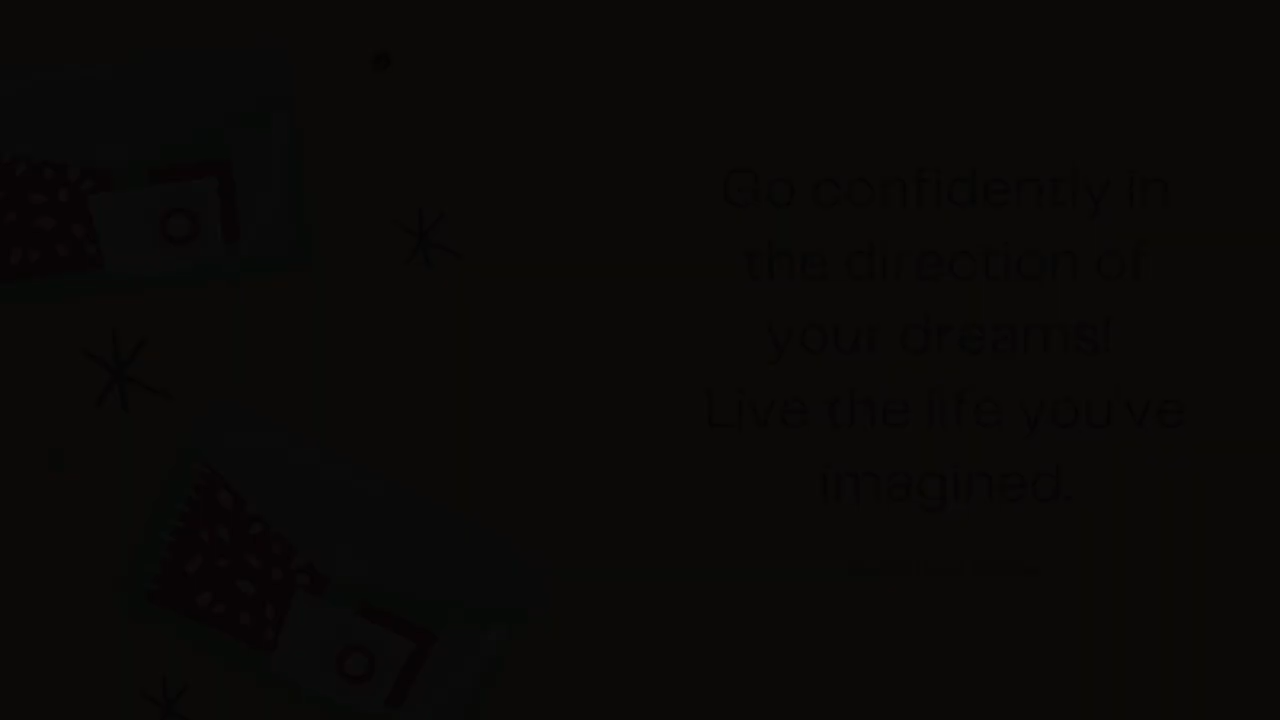 Go confidently in
the direction of
your dreams!
Live the life you've
imagined.